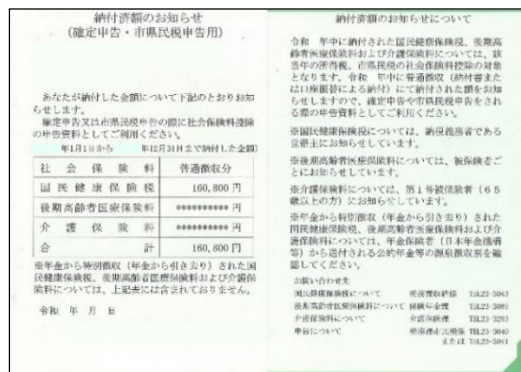 納付済額のお知らせ
(確定申告・市県民税申告用)
あなたが納付した金額について下記のとおりお知
らせします。
確定申告又は市県民税申告の際に社会保険料控除
の申告資料としてご利用ください。
年1月1日から 年12月31日まで納付した金額)
社会保険料 普通徴収分
国民健康保険税 160,800円
後期高齢者医療保険料 **********円
介護保険料 **********円
合計 160,800円
※年金から特別徴収(年金から引き去り)された国
民健康保険税、後期高齢者医療保険料および介護保
険料については、上記表には含まれておりません。
令和 年 月 日
納付済額のお知らせについて
令和 年中に納付された国民健康保険税、後期高
齢者医療保険料および介護保険料については、該
当年の所得税、市県民税の社会保険料控除の対象
となります。令和 年中に普通徴収(納付書また
は口座振替による納付)にて納付された額をお知
らせしますので、確定申告や市県民税申告をされ
る際の申告資料としてご利用ください。
※国民健康保険税については、納税義務者である
世帯主にお知らせしています。
※後期高齢者医療保険料については、被保険者ご
とにお知らせしています。
※介護保険料については、第1号被保険者(65
歳以上の方)にお知らせしています。
※年金から特別徴収(年金から引き去り)された
国民健康保険税、後期高齢者医療保険料および介
護保険料については、年金保険者(日本年金機構
等)から送付される公的年金等の源泉徴収票を確
認してください。
お問い合わせ先
国民健康保険税について
後期高齢者医療保険料について 保険年金課
介護保険料について 介護保険課
申告について
または